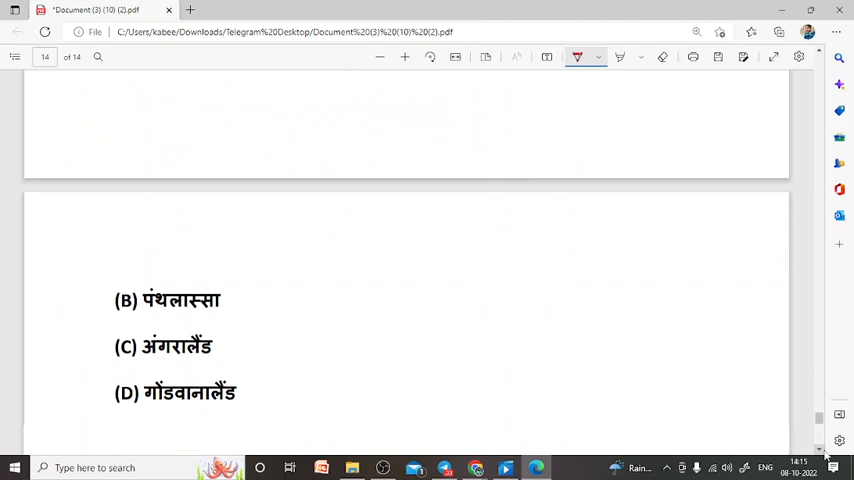 *Document (3) (10) (2).pdf
File
C:/Users/kabee/Downloads/Telegram%20Desktop/Document%20(3)%20(10)%20(2).pdf
14 of 14
(B) पंथलास्सा
(C) अंगरालैंड
(D) गोंडवानालैंड
Type here to search
Rain...
ENG
14:15
08-10-2022